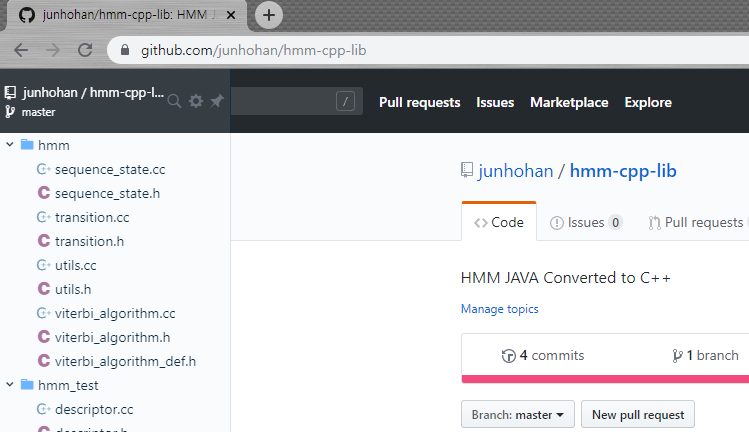 junhohan/hmm-cpp-lib: HMM J
github.com/junhohan/hmm-cpp-lib
junhohan / hmm-cpp-l...
master
/
Pull requests Issues Marketplace Explore
hmm
sequence_state.cc
sequence_state.h
transition.cc
transition.h
utils.cc
utils.h
viterbi_algorithm.cc
viterbi_algorithm.h
viterbi_algorithm_def.h
hmm_test
descriptor.cc
descriptor.h
junhohan / hmm-cpp-lib
Code Issues 0 Pull requests
HMM JAVA Converted to C++
Manage topics
4 commits 1 branch
Branch: master New pull request